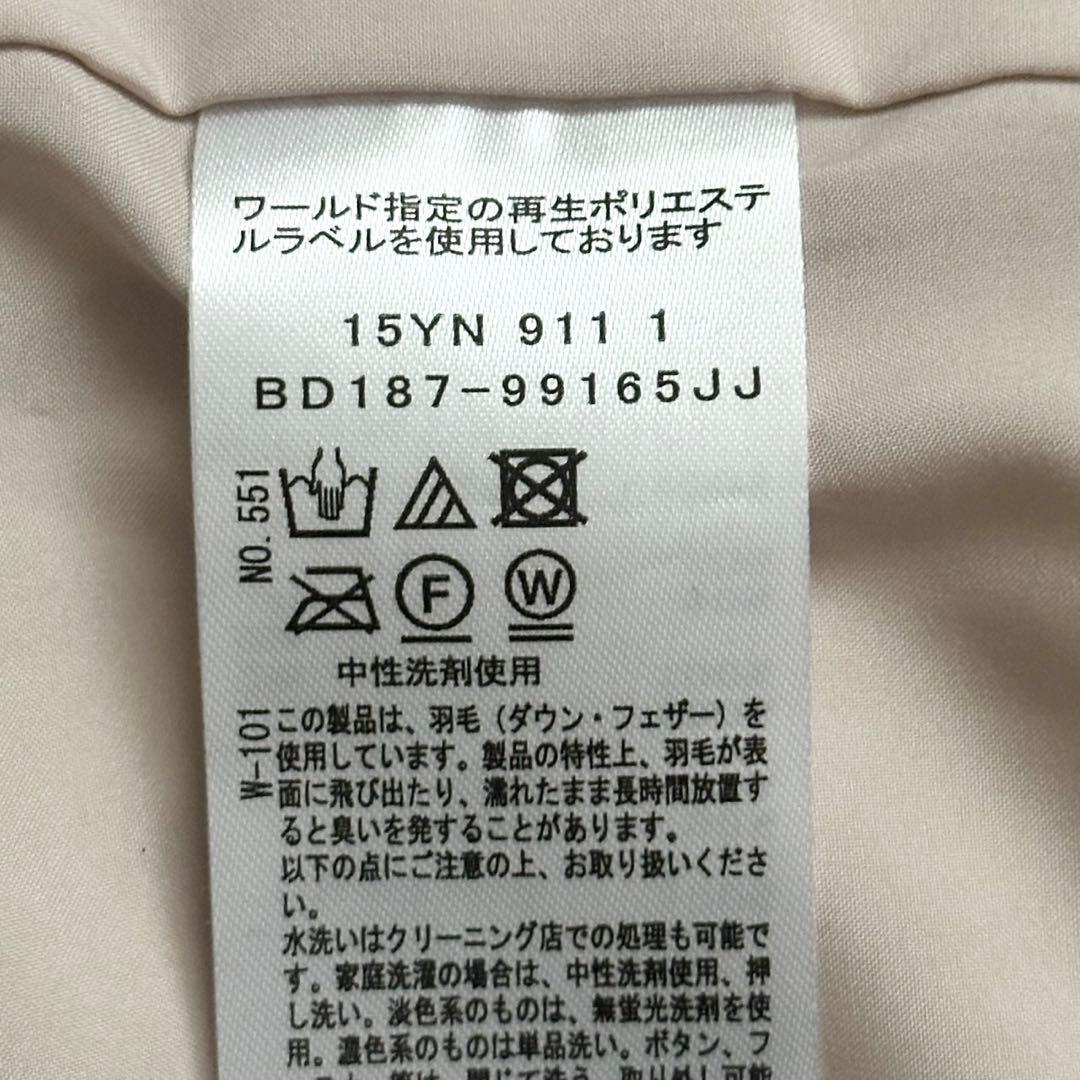 ワールド指定の再生ポリエステ
ルラベルを使用しております
15YN 911 1
BD187-99165JJ
NO.551
F
W
中性洗剤使用
W-101
この製品は、羽毛（ダウン・フェザー）を
使用しています。製品の特性上、羽毛が表
面に飛び出たり、濡れたまま長時間放置す
ると臭いを発することがあります。
以下の点にご注意の上、お取り扱いくださ
い。
水洗いはクリーニング店での処理も可能で
す。家庭洗濯の場合は、中性洗剤使用、押
し洗い。淡色系のものは、無蛍光洗剤を使
用。濃色系のものは単品洗い。ボタン、フ